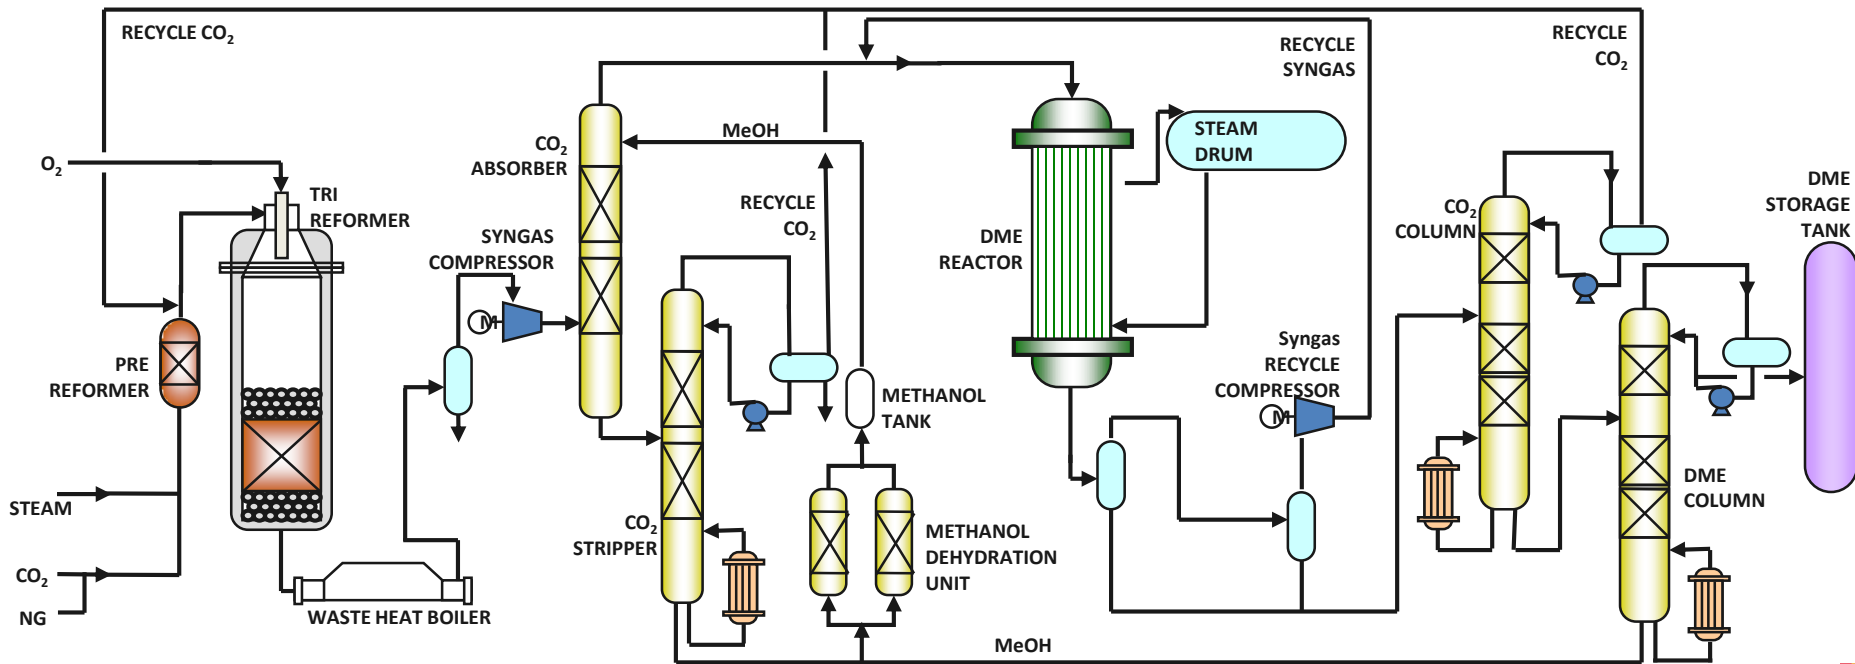 RECYCLE CO₂
O₂
TRI
REFORMER
PRE
REFORMER
STEAM
CO₂
NG
WASTE HEAT BOILER
SYNGAS
COMPRESSOR
M
CO₂
ABSORBER
MeOH
RECYCLE
CO₂
CO₂
STRIPPER
METHANOL
TANK
METHANOL
DEHYDRATION
UNIT
MeOH
DME
REACTOR
STEAM
DRUM
RECYCLE
SYNGAS
Syngas
RECYCLE
COMPRESSOR
M
RECYCLE
CO₂
CO₂
COLUMN
DME
COLUMN
DME
STORAGE
TANK